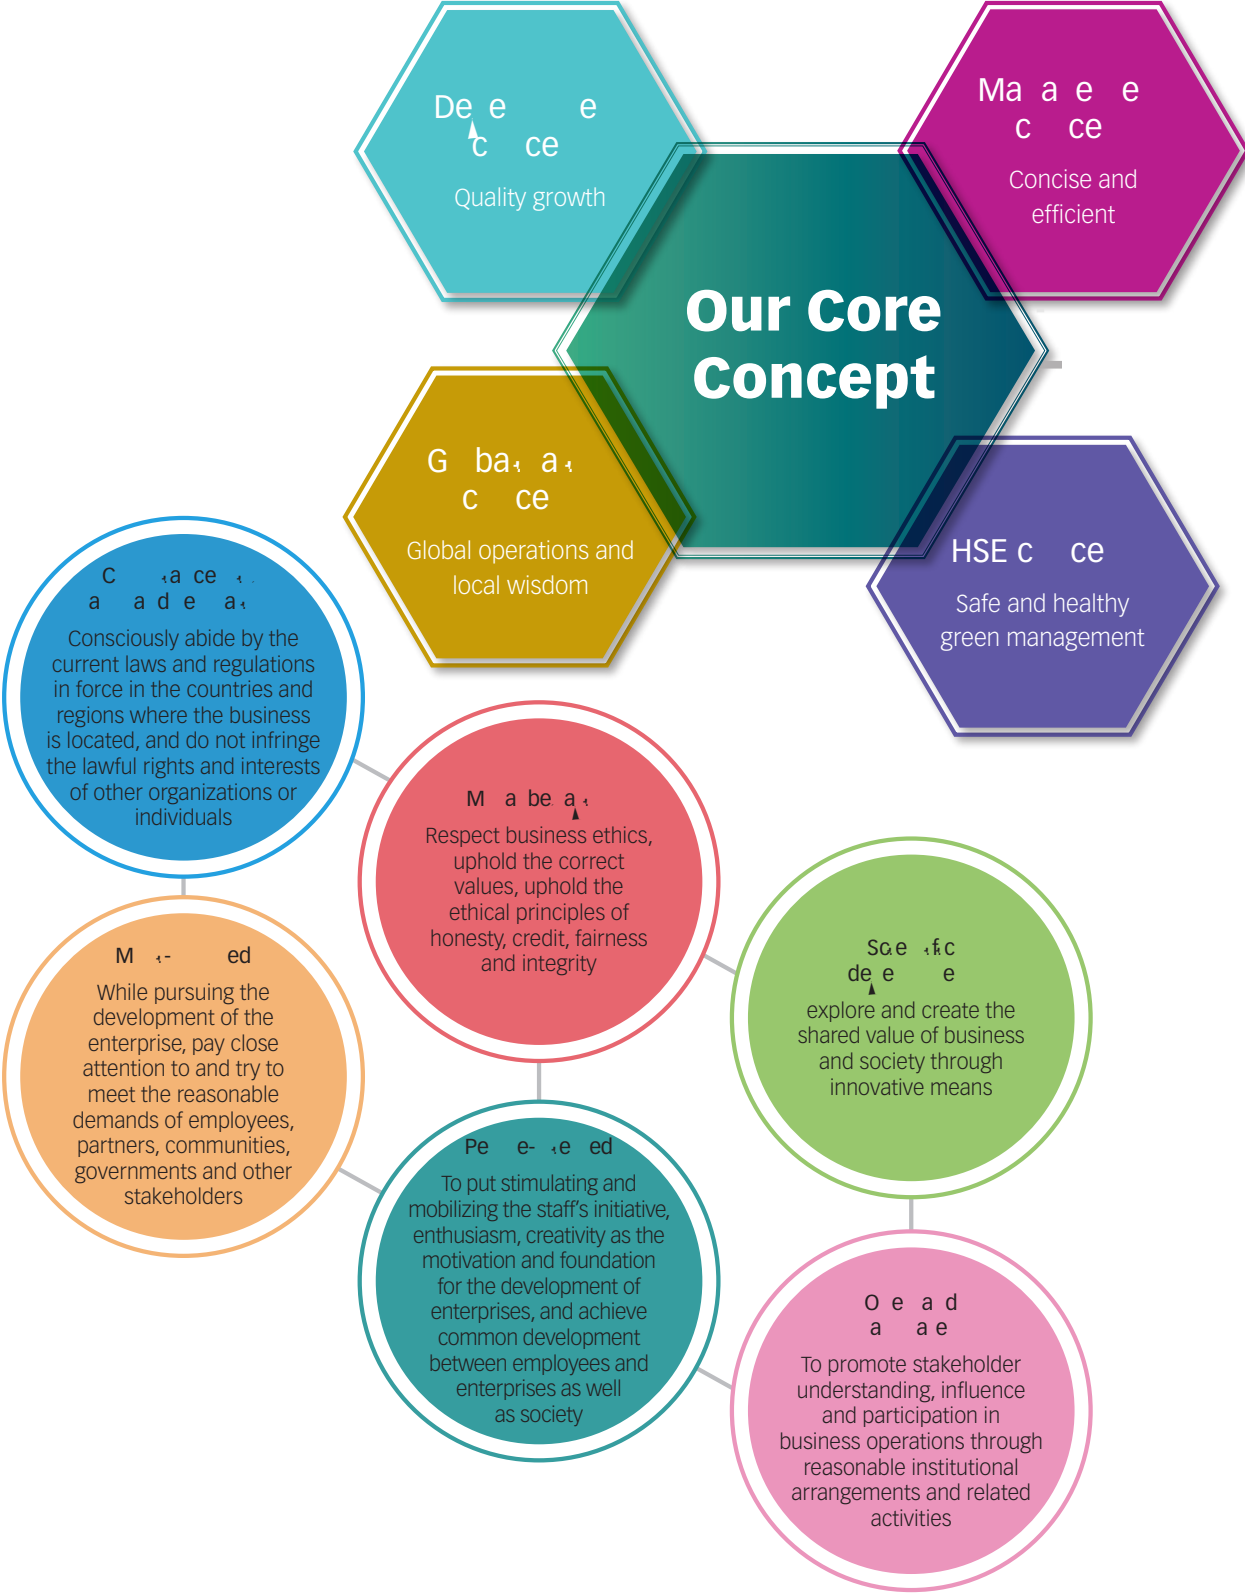 Quality growth
Concise and
efficient
Our Core
Concept
Global operations and
local wisdom
HSE
Safe and healthy
green management
Consciously abide by the
current laws and regulations
in force in the countries and
regions where the business
is located, and do not infringe
the lawful rights and interests
of other organizations or
individuals
Respect business ethics,
uphold the correct
values, uphold the
ethical principles of
honesty, credit, fairness
and integrity
While pursuing the
development of the
enterprise, pay close
attention to and try to
meet the reasonable
demands of employees,
partners, communities,
governments and other
stakeholders
explore and create the
shared value of business
and society through
innovative means
To put stimulating and
mobilizing the staff's initiative,
enthusiasm, creativity as the
motivation and foundation
for the development of
enterprises, and achieve
common development
between employees and
enterprises as well
as society
To promote stakeholder
understanding, influence
and participation in
business operations through
reasonable institutional
arrangements and related
activities